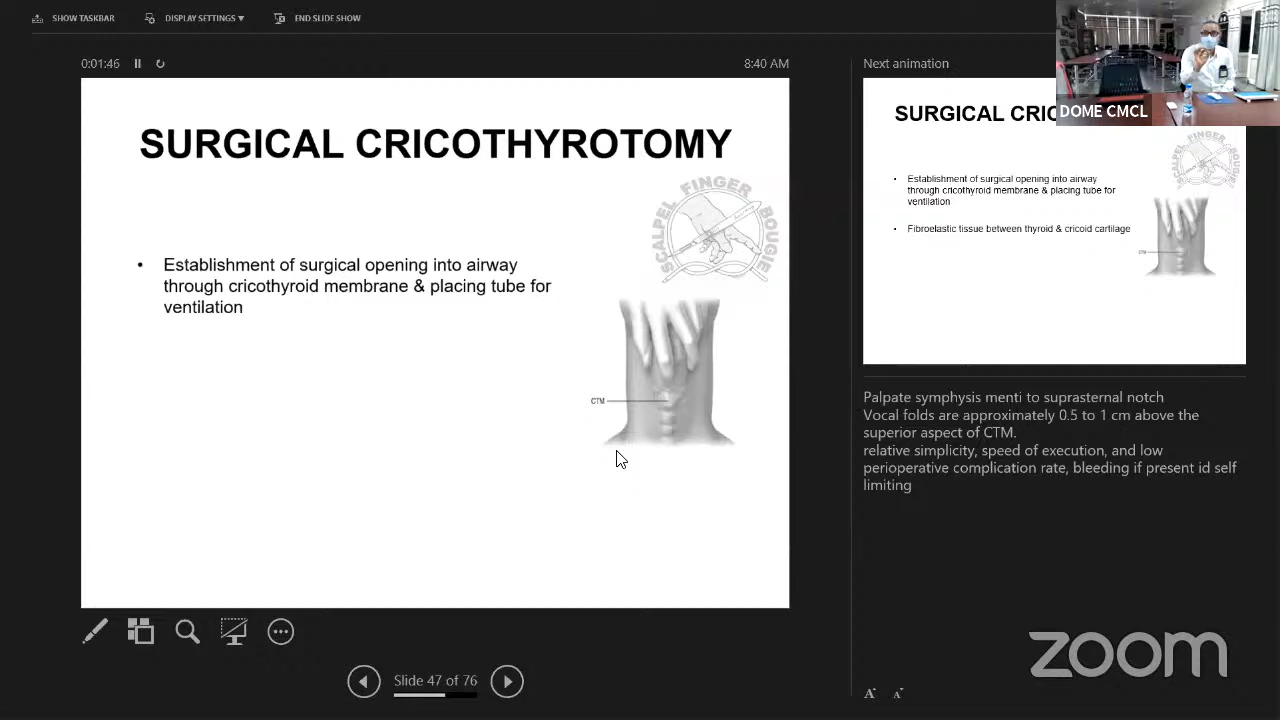 SHOW TASKBAR
DISPLAY SETTINGS ▼
END SLIDE SHOW
0:01:46
8:40 AM
SURGICAL CRICOTHYROTOMY
SCALPEL FINGER BOUGIE
• Establishment of surgical opening into airway
through cricothyroid membrane & placing tube for
ventilation
CTM
Slide 47 of 76
Next animation
DOME CMCL
SURGICAL CRIC
• Establishment of surgical opening into airway
through cricothyroid membrane & placing tube for
ventilation
• Fibroelastic tissue between thyroid & cricoid cartilage
CTM
Palpate symphysis menti to suprasternal notch
Vocal folds are approximately 0.5 to 1 cm above the
superior aspect of CTM.
relative simplicity, speed of execution, and low
perioperative complication rate, bleeding if present id self
limiting
zoom
A A